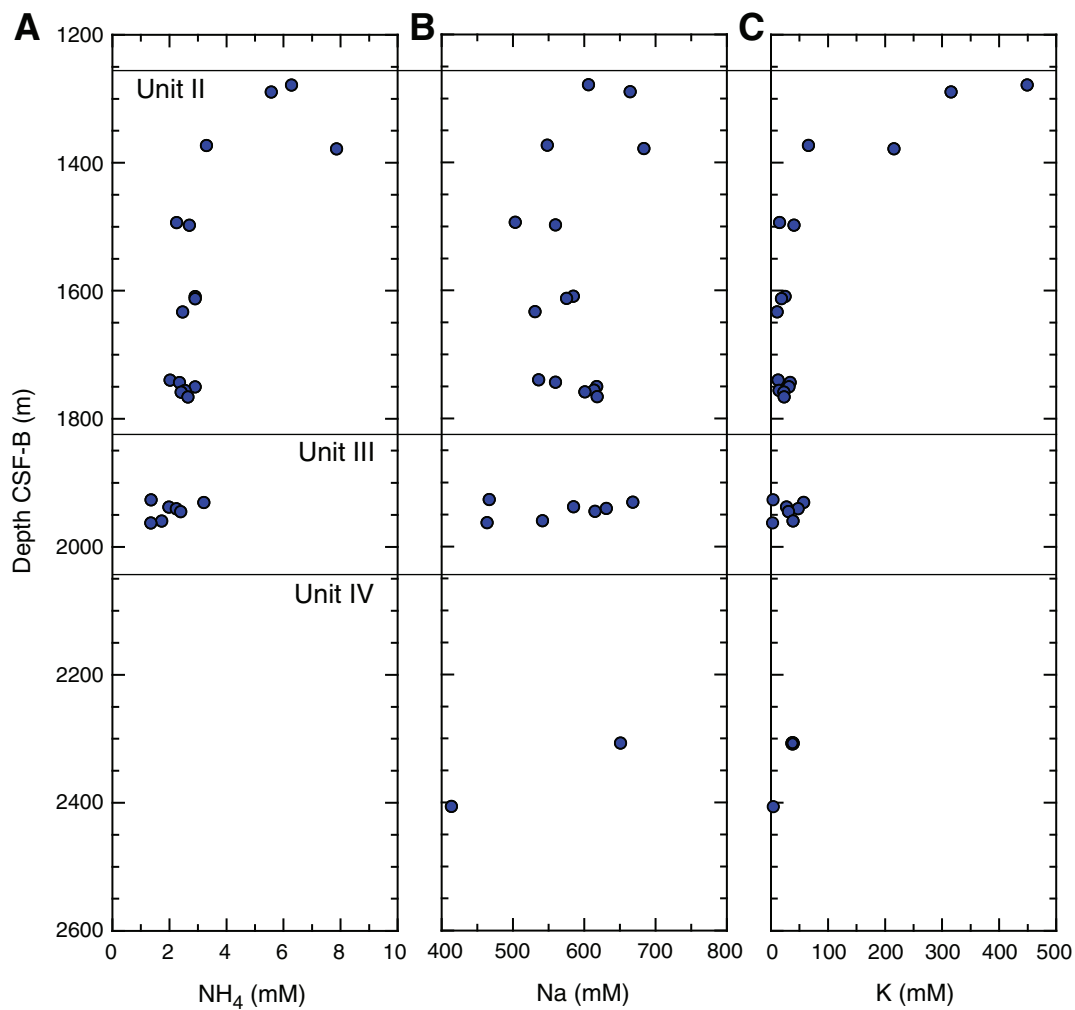 A
B
C
1200
1400
1600
1800
2000
2200
2400
2600
Depth CSF-B (m)
Unit II
Unit III
Unit IV
0 2 4 6 8 10
400 500 600 700 800
0 100 200 300 400 500
NH4 (mM)
Na (mM)
K (mM)